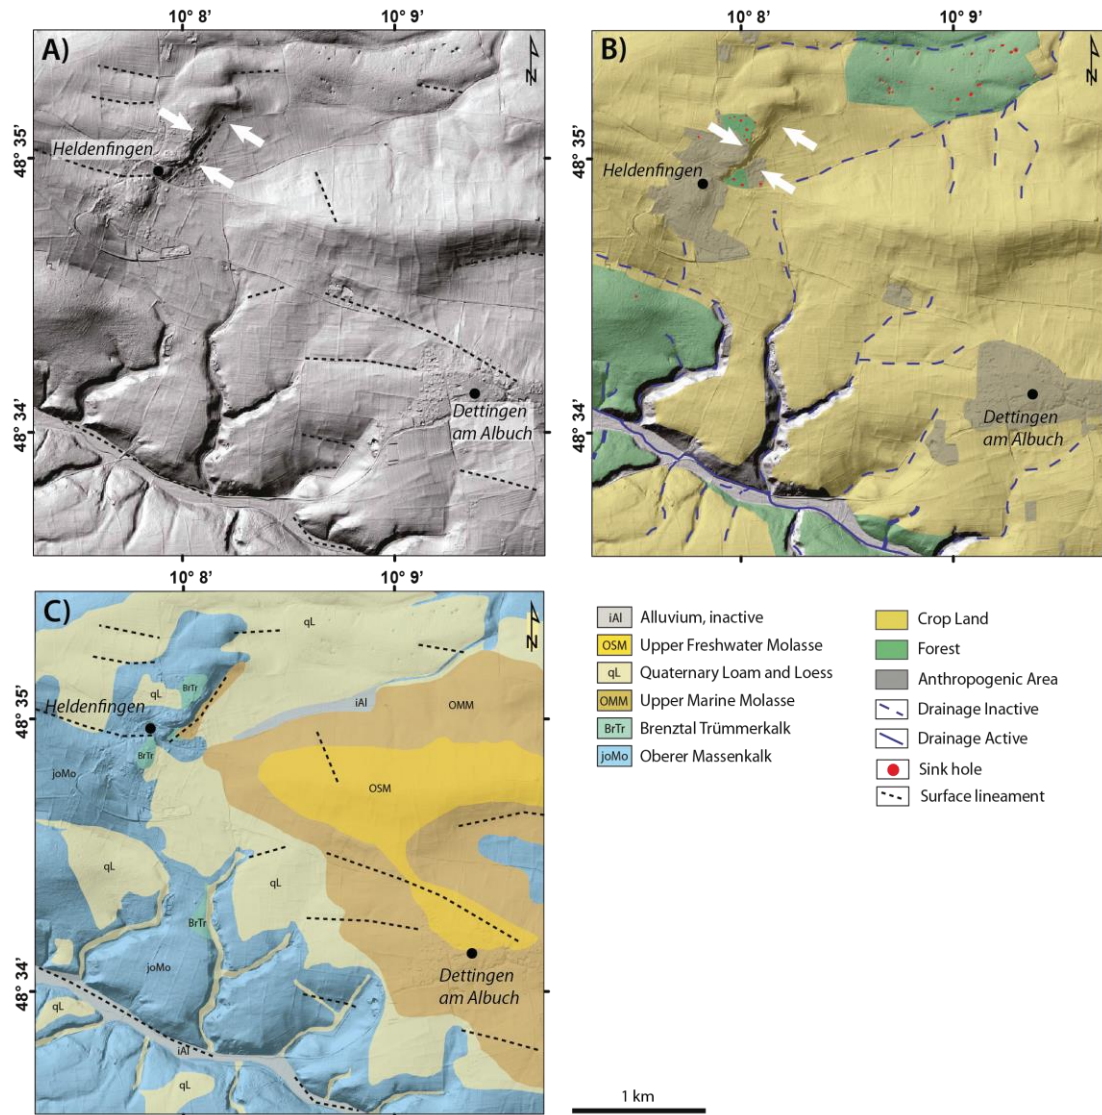 10° 8'
10° 9'
10° 8'
10° 9'
A)
N
B)
N
48° 35'
Heldenfingen
48° 35'
Heldenfingen
48° 34'
Dettingen
am Albuch
48° 34'
Dettingen
am Albuch
10° 8'
10° 9'
C)
N
qL
48° 35'
qL
BrTr
Heldenfingen
iAl
OMM
BrTr
joMo
OSM
qL
qL
BrTr
joMo
48° 34'
Dettingen
am Albuch
qL
iAl
qL
iAl Alluvium, inactive
OSM Upper Freshwater Molasse
qL Quaternary Loam and Loess
OMM Upper Marine Molasse
BrTr Brenztal Trümmerkalk
joMo Oberer Massenkalk
Crop Land
Forest
Anthropogenic Area
Drainage Inactive
Drainage Active
Sink hole
Surface lineament
1 km